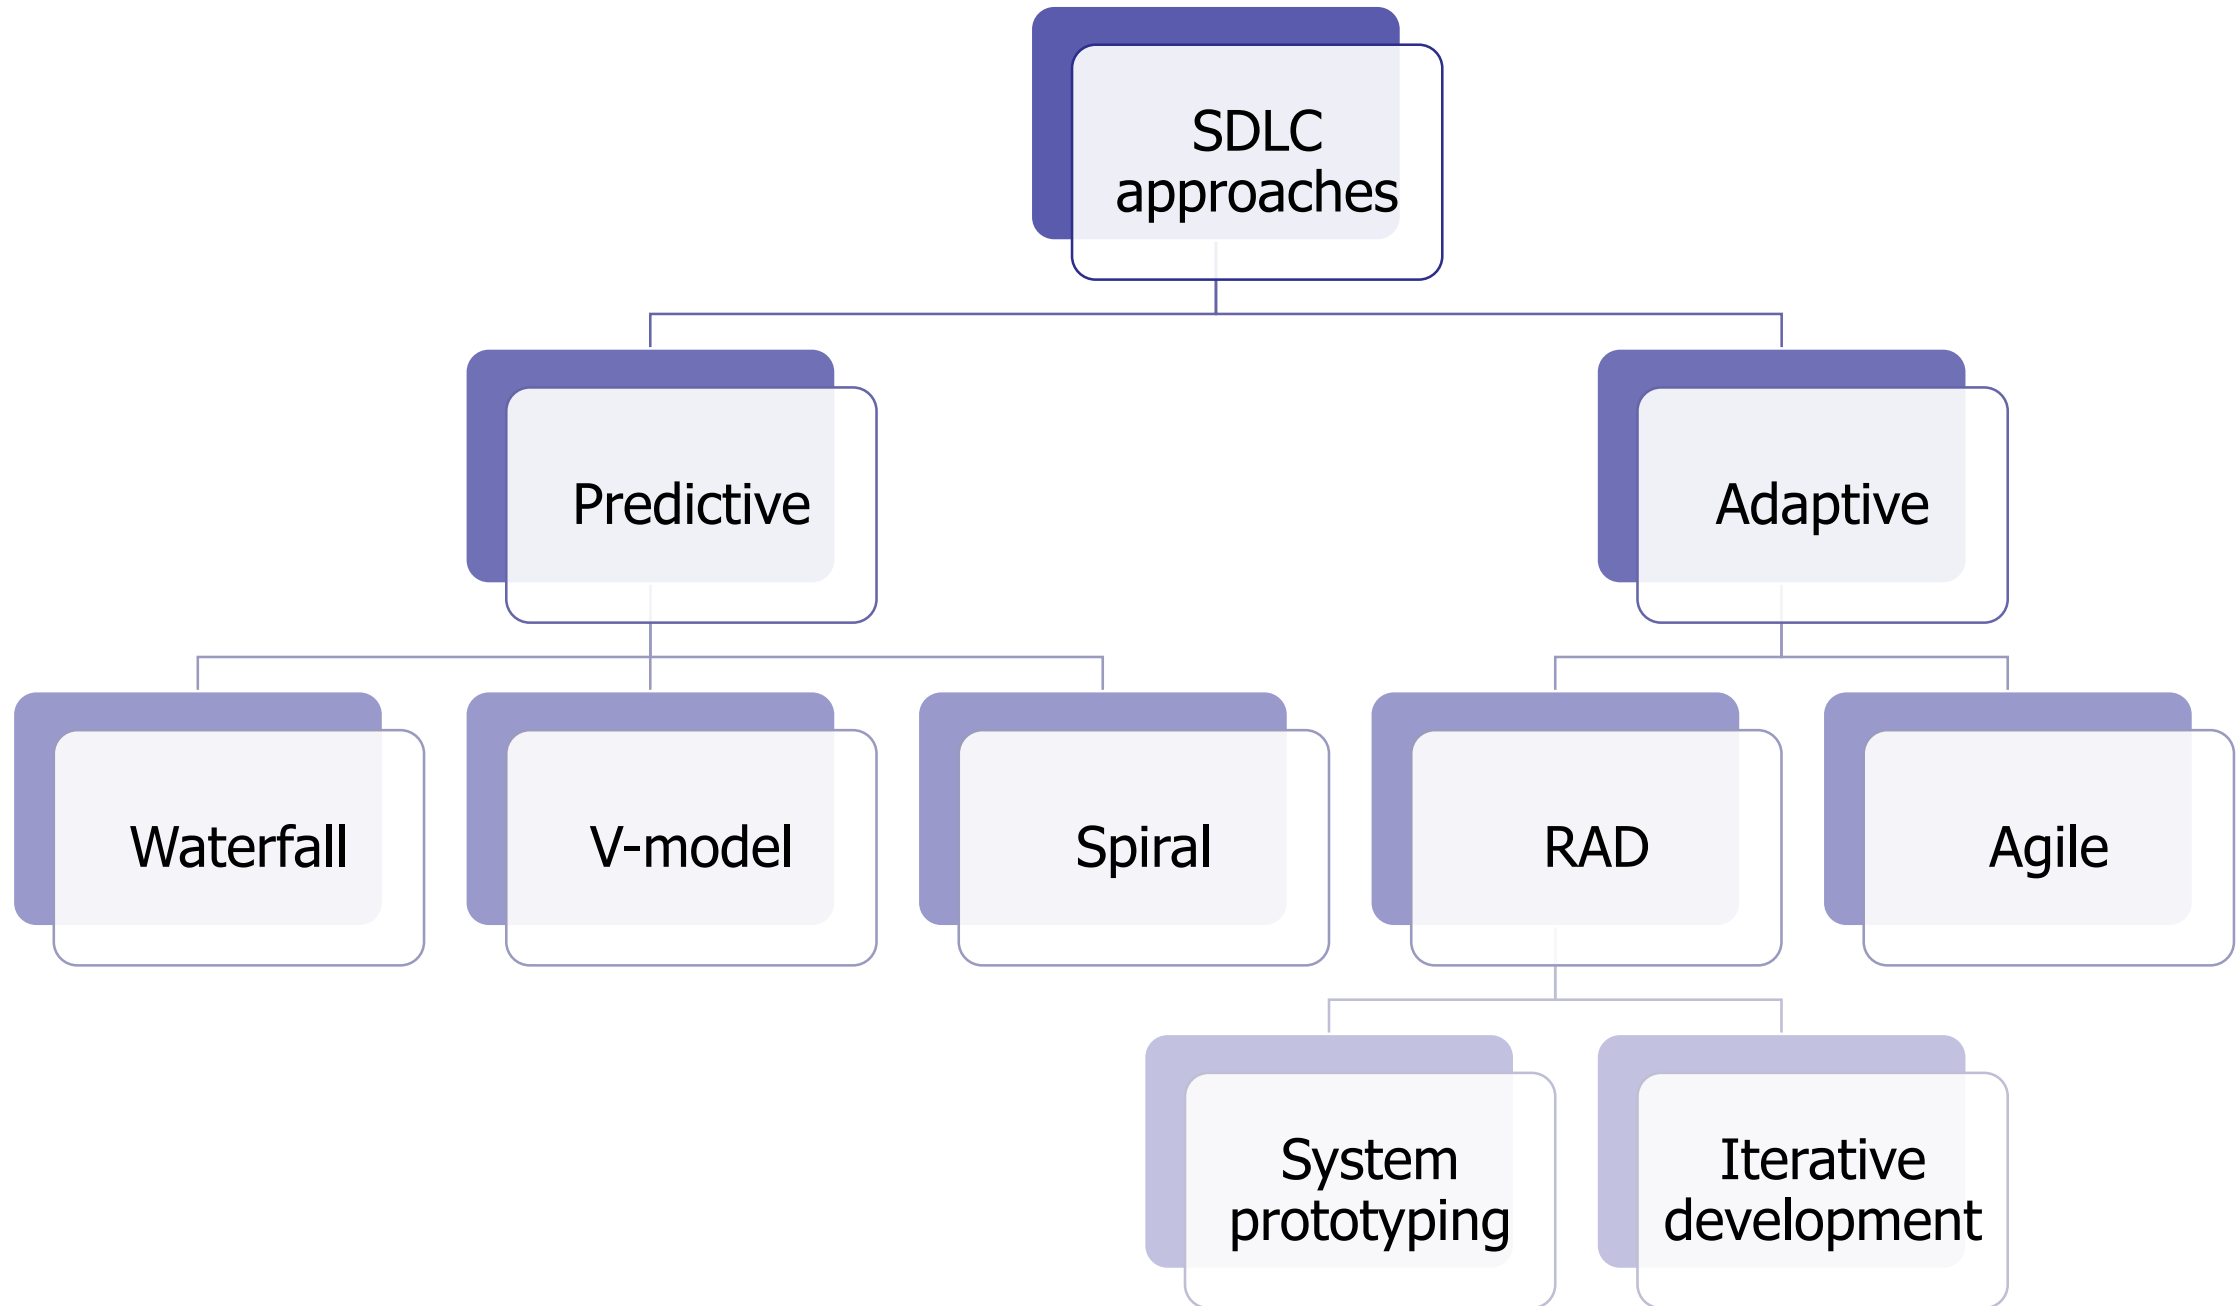 SDLC
approaches
Predictive
Adaptive
Waterfall
V-model
Spiral
RAD
Agile
System
prototyping
Iterative
development